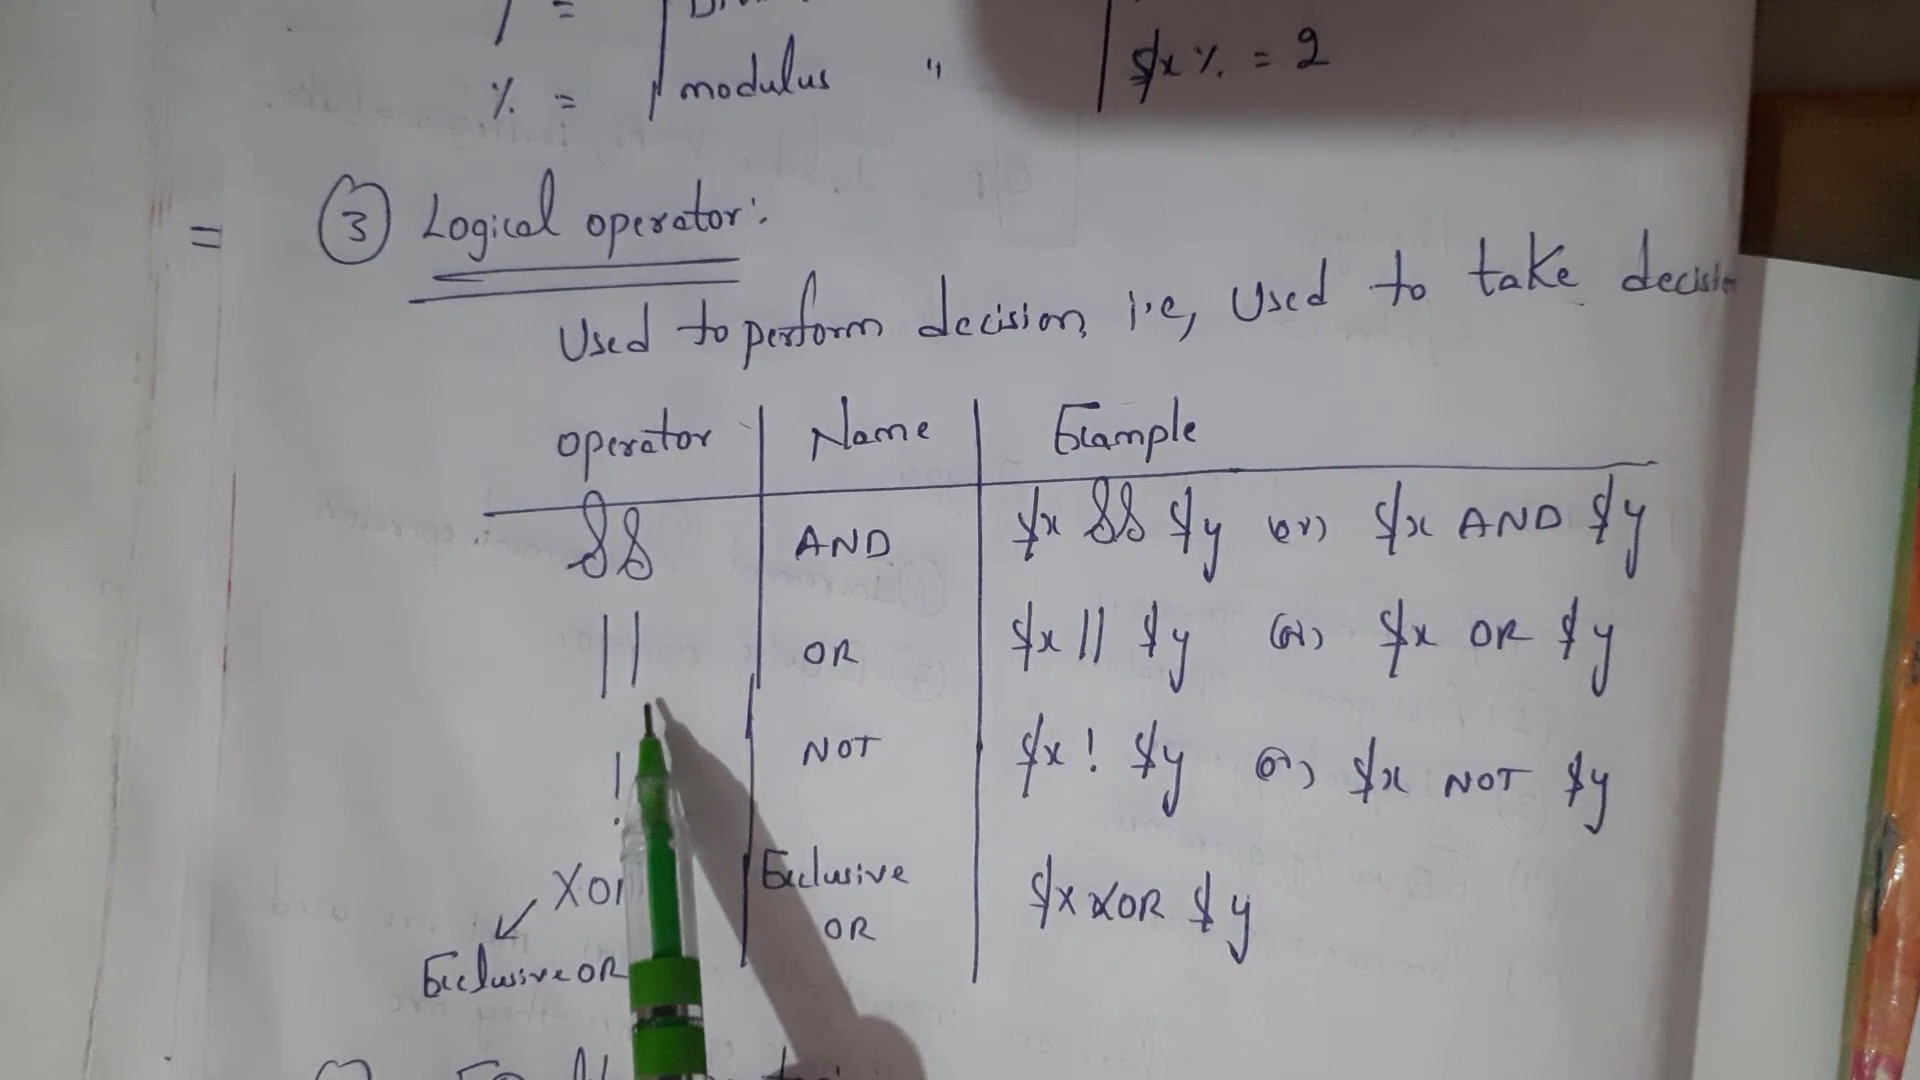 / =
% = modulus " $x % = 2
= ③ Logical operator:
Used to perform decision, i.e, Used to take
operator Name Example
&& AND $x && $y (or) $x AND $y
|| OR $x || $y (or) $x OR $y
! NOT $x ! $y (or) $x NOT $y
XOR Exclusive OR $x XOR $y
Exclusive OR